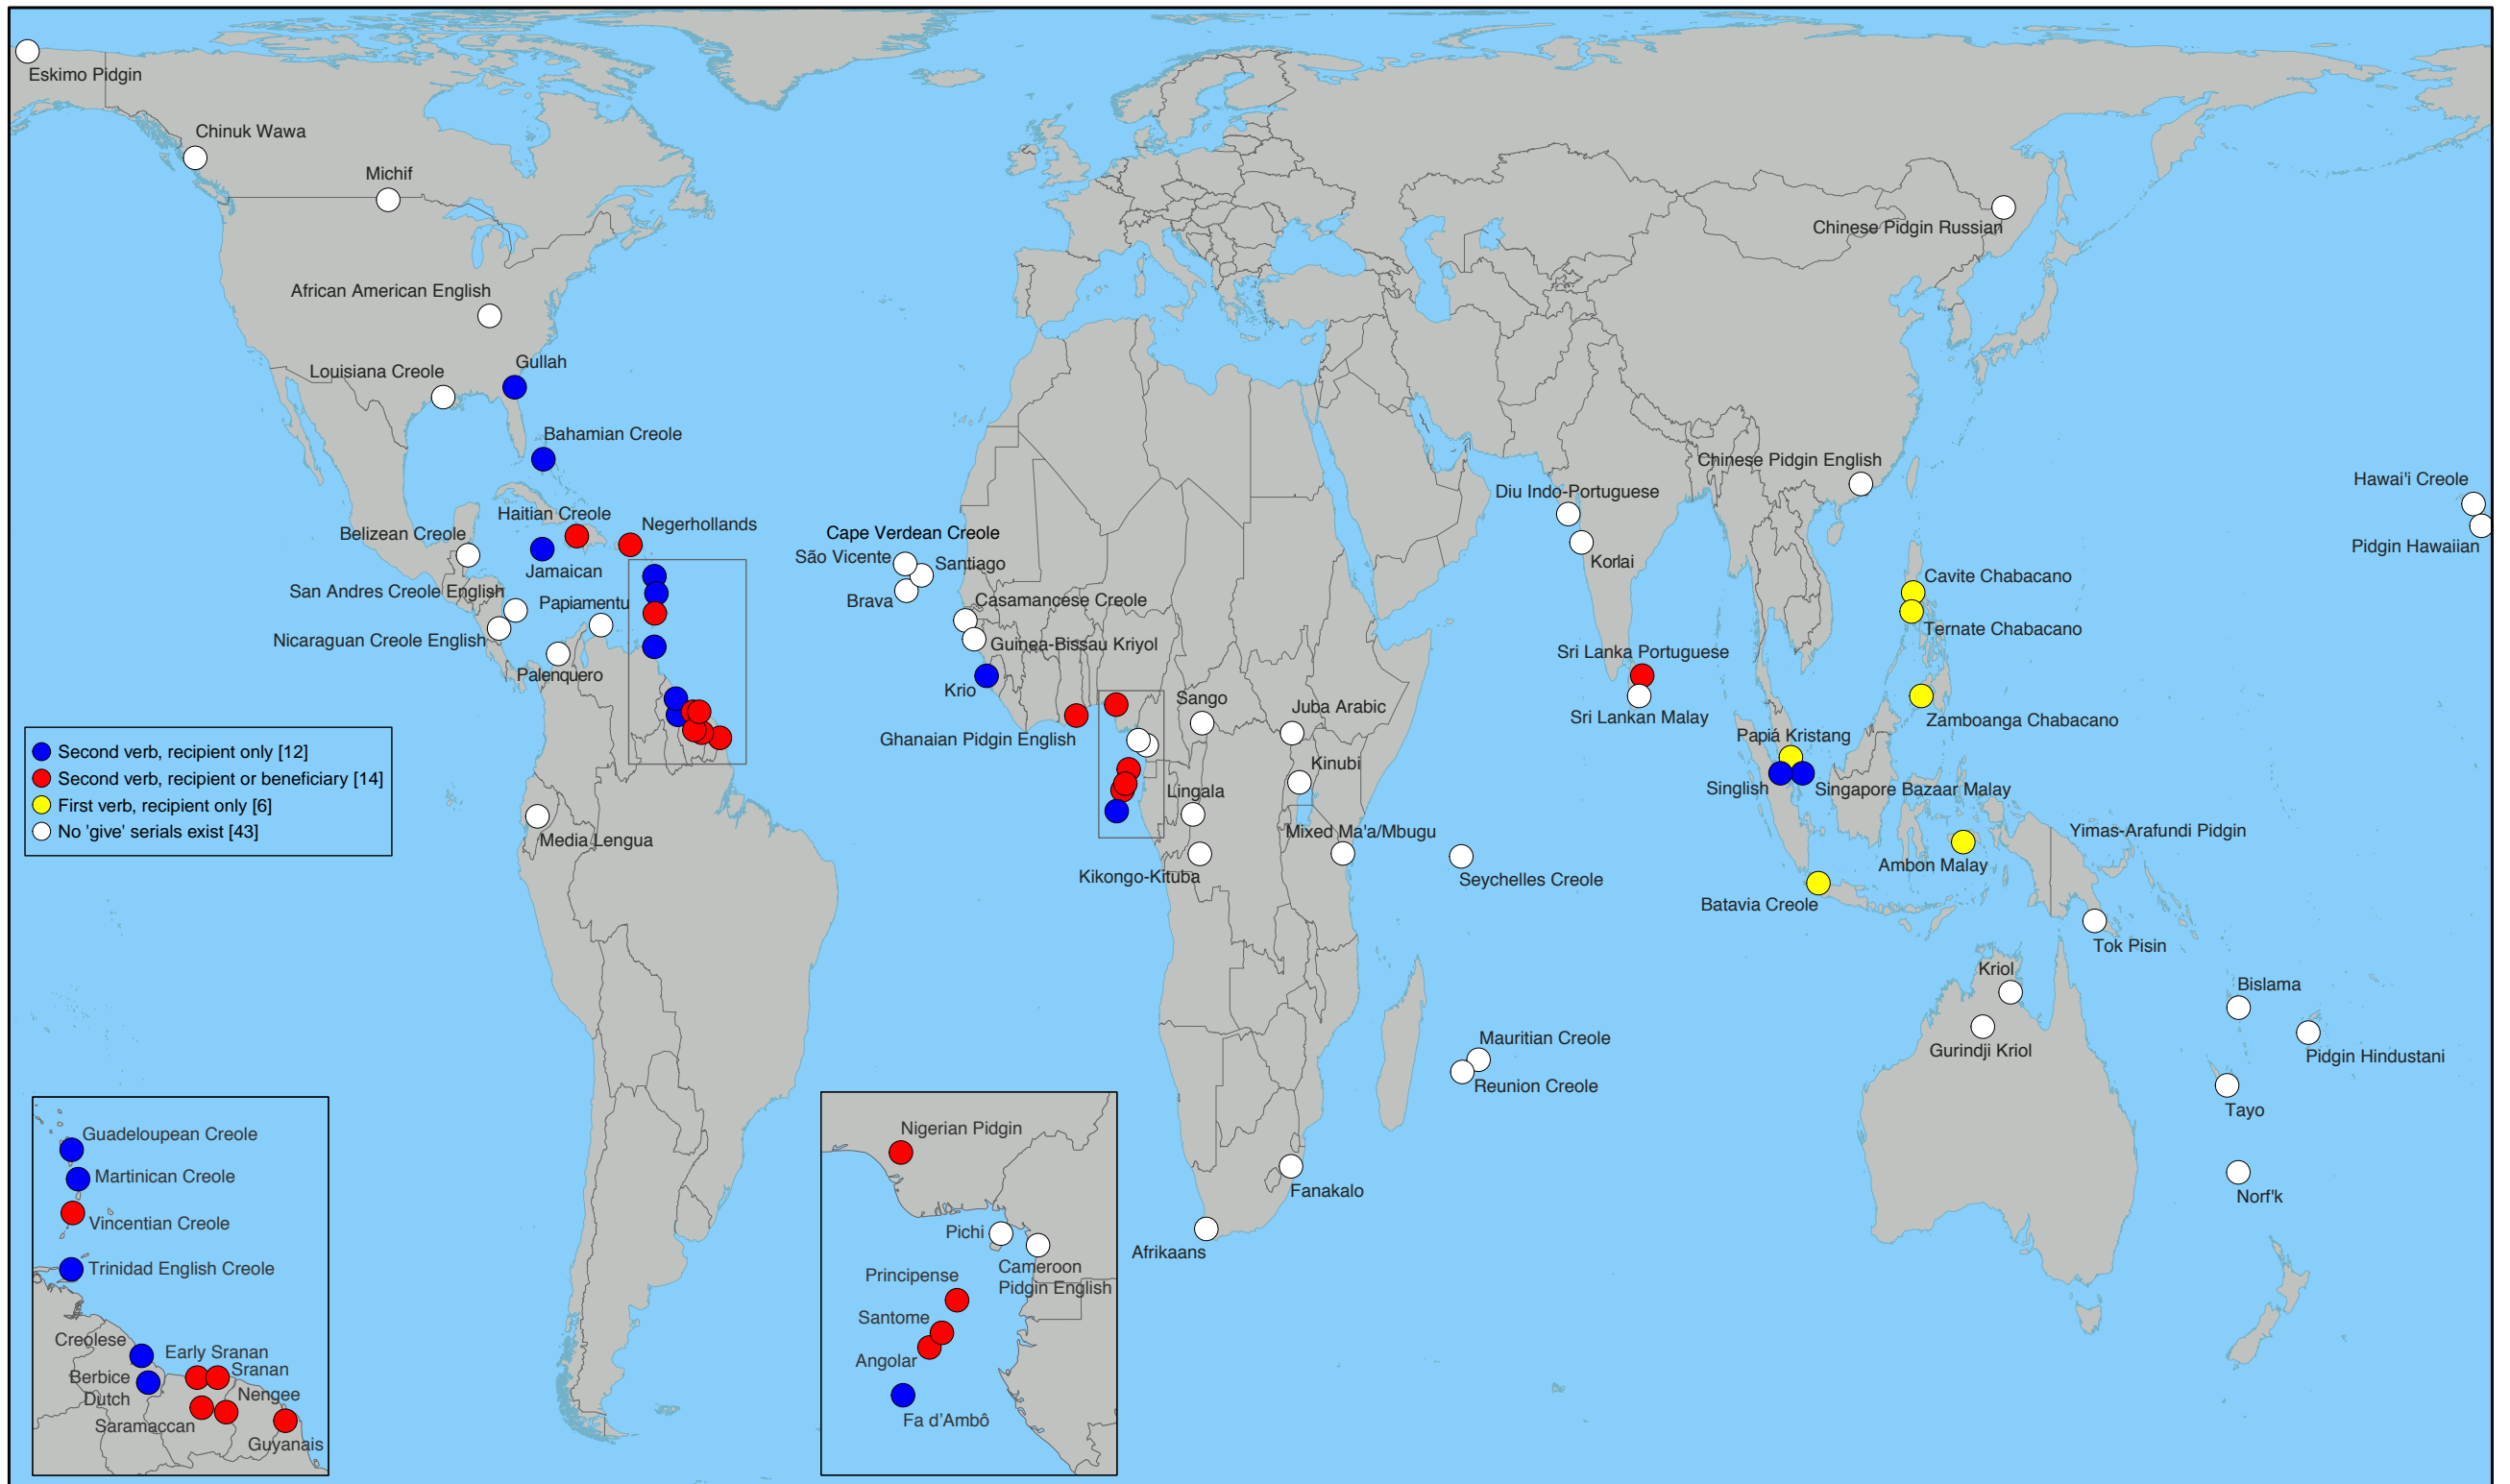 Eskimo Pidgin
Chinuk Wawa
Michif
Chinese Pidgin Russian
African American English
Gullah
Louisiana Creole
Bahamian Creole
Chinese Pidgin English
Hawai'i Creole
Diu Indo-Portuguese
Haitian Creole
Negerhollands
Belizean Creole
Cape Verdean Creole
Pidgin Hawaiian
São Vicente
Santiago
Korlai
Jamaican
Cavite Chabacano
San Andres Creole English
Papiamentu
Brava
Casamancese Creole
Ternate Chabacano
Nicaraguan Creole English
Guinea-Bissau Kriyol
Sri Lanka Portuguese
Palenquero
Krio
Sango
Juba Arabic
Sri Lankan Malay
Zamboanga Chabacano
Ghanaian Pidgin English
Papiá Kristang
Second verb, recipient only [12]
Second verb, recipient or beneficiary [14]
First verb, recipient only [6]
No 'give' serials exist [43]
Kinubi
Lingala
Singlish
Singapore Bazaar Malay
Media Lengua
Mixed Ma'a/Mbugu
Yimas-Arafundi Pidgin
Kikongo-Kituba
Seychelles Creole
Ambon Malay
Batavia Creole
Tok Pisin
Kriol
Bislama
Mauritian Creole
Gurindji Kriol
Pidgin Hindustani
Reunion Creole
Tayo
Fanakalo
Norf'k
Afrikaans
Guadeloupean Creole
Martinican Creole
Vincentian Creole
Trinidad English Creole
Creolese
Early Sranan
Sranan
Berbice
Dutch
Nengee
Saramaccan
Guyanais
Nigerian Pidgin
Pichi
Cameroon
Pidgin English
Principense
Santome
Angolar
Fa d'Ambô